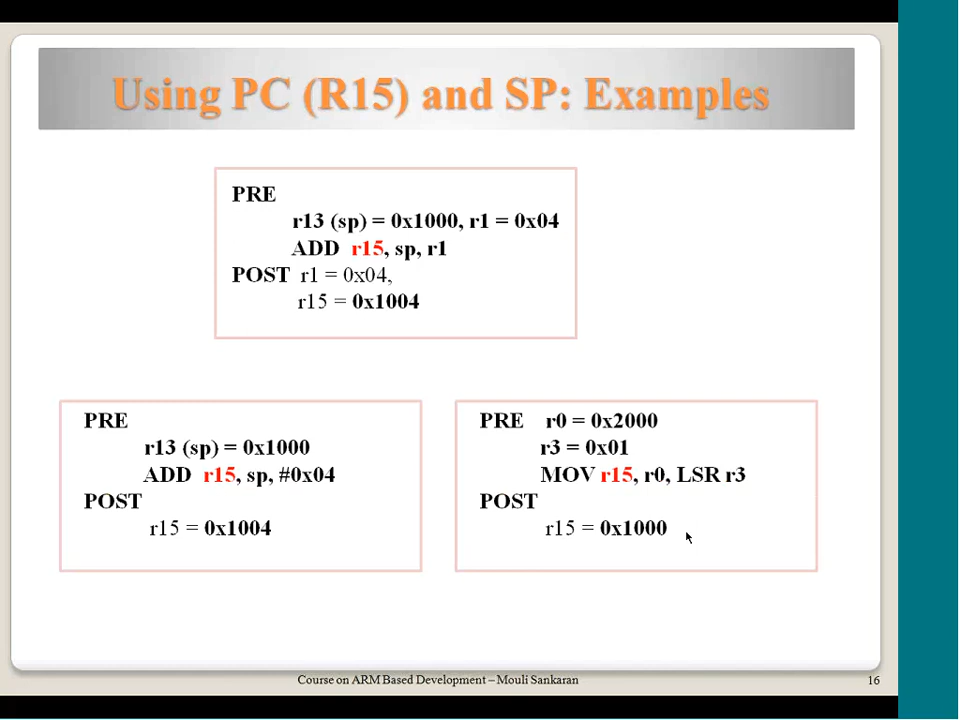 Using PC (R15) and SP: Examples
PRE
r13 (sp) = 0x1000, r1 = 0x04
ADD r15, sp, r1
POST r1 = 0x04,
r15 = 0x1004
PRE
r13 (sp) = 0x1000
ADD r15, sp, #0x04
POST
r15 = 0x1004
PRE r0 = 0x2000
r3 = 0x01
MOV r15, r0, LSR r3
POST
r15 = 0x1000
Course on ARM Based Development – Mouli Sankaran
16